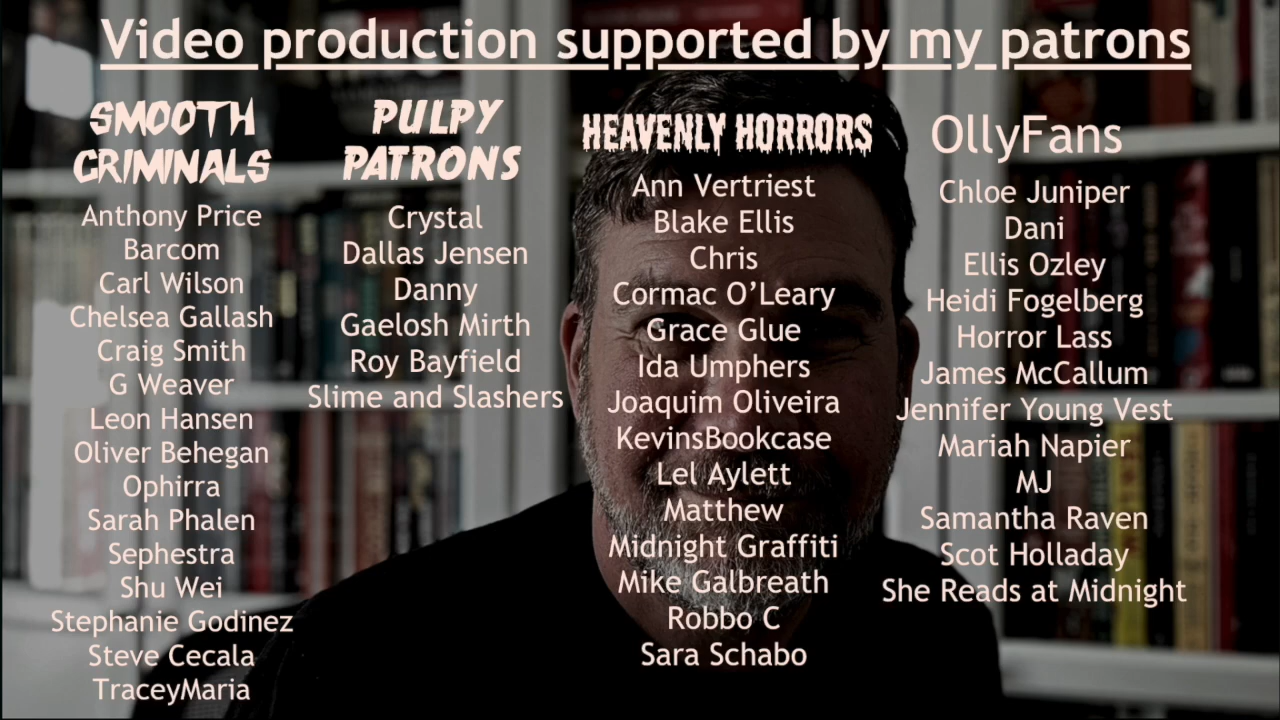 Video production supported by my patrons
SMOOTH
CRIMINALS
Anthony Price
Barcom
Carl Wilson
Chelsea Gallash
Craig Smith
G Weaver
Leon Hansen
Oliver Behegan
Ophirra
Sarah Phalen
Sephestra
Shu Wei
Stephanie Godinez
Steve Cecala
TraceyMaria
PULPY
PATRONS
Crystal
Dallas Jensen
Danny
Gaelosh Mirth
Roy Bayfield
Slime and Slashers
HEAVENLY HORRORS
Ann Vertriest
Blake Ellis
Chris
Cormac O’Leary
Grace Glue
Ida Umphers
Joaquim Oliveira
KevinsBookcase
Lel Aylett
Matthew
Midnight Graffiti
Mike Galbreath
Robbo C
Sara Schabo
OllyFans
Chloe Juniper
Dani
Ellis Ozley
Heidi Fogelberg
Horror Lass
James McCallum
Jennifer Young Vest
Mariah Napier
MJ
Samantha Raven
Scot Holladay
She Reads at Midnight